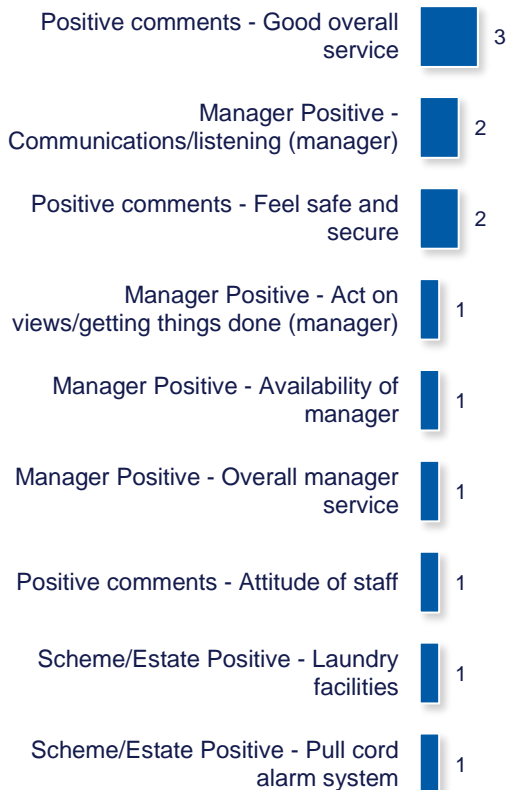 Positive comments - Good overall
service
3
Manager Positive -
Communications/listening (manager)
2
Positive comments - Feel safe and
secure
2
Manager Positive - Act on
views/getting things done (manager)
1
Manager Positive - Availability of
manager
1
Manager Positive - Overall manager
service
1
Positive comments - Attitude of staff
1
Scheme/Estate Positive - Laundry
facilities
1
Scheme/Estate Positive - Pull cord
alarm system
1